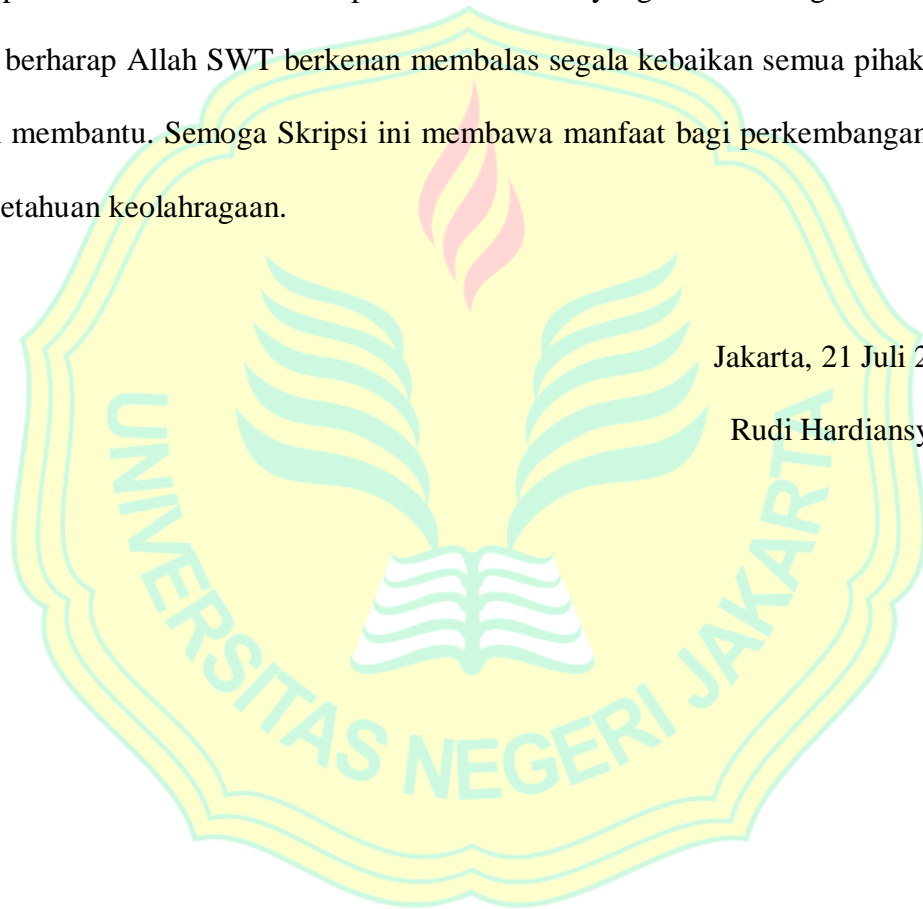 berharap Allah SWT berkenan membalas segala kebaikan semua pihak
membantu. Semoga Skripsi ini membawa manfaat bagi perkembangan
etahuan keolahragaan.
Jakarta, 21 Juli 2
Rudi Hardiansy
UNIVERSITAS NEGERI JAKARTA